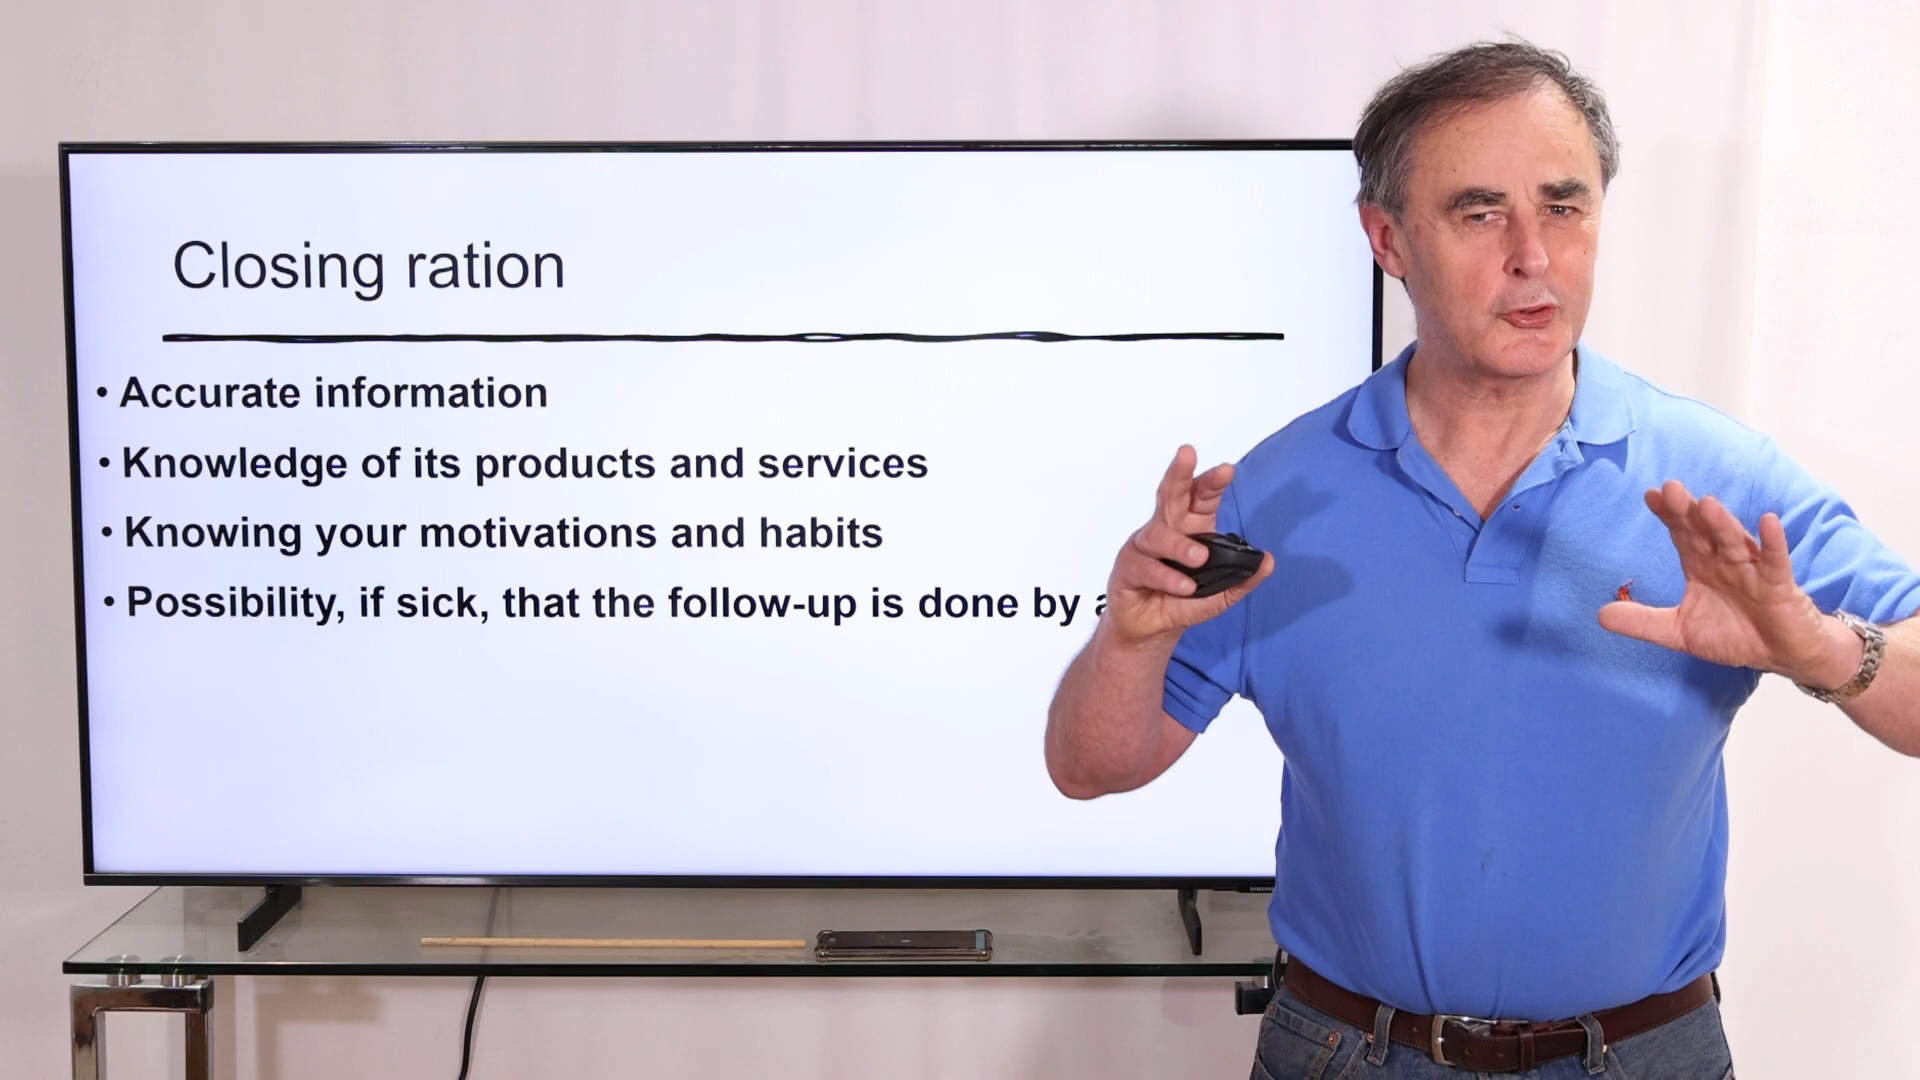 Closing ration
• Accurate information
• Knowledge of its products and services
• Knowing your motivations and habits
• Possibility, if sick, that the follow-up is done by
SAMSUNG